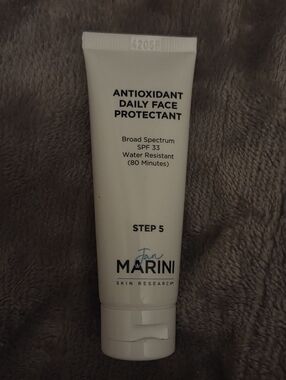 ANTIOXIDANT
DAILY FACE
PROTECTANT
Broad Spectrum
SPF 33
Water Resistant
(80 Minutes)
STEP 5
Jan
MARINI
SKIN RESEARCH